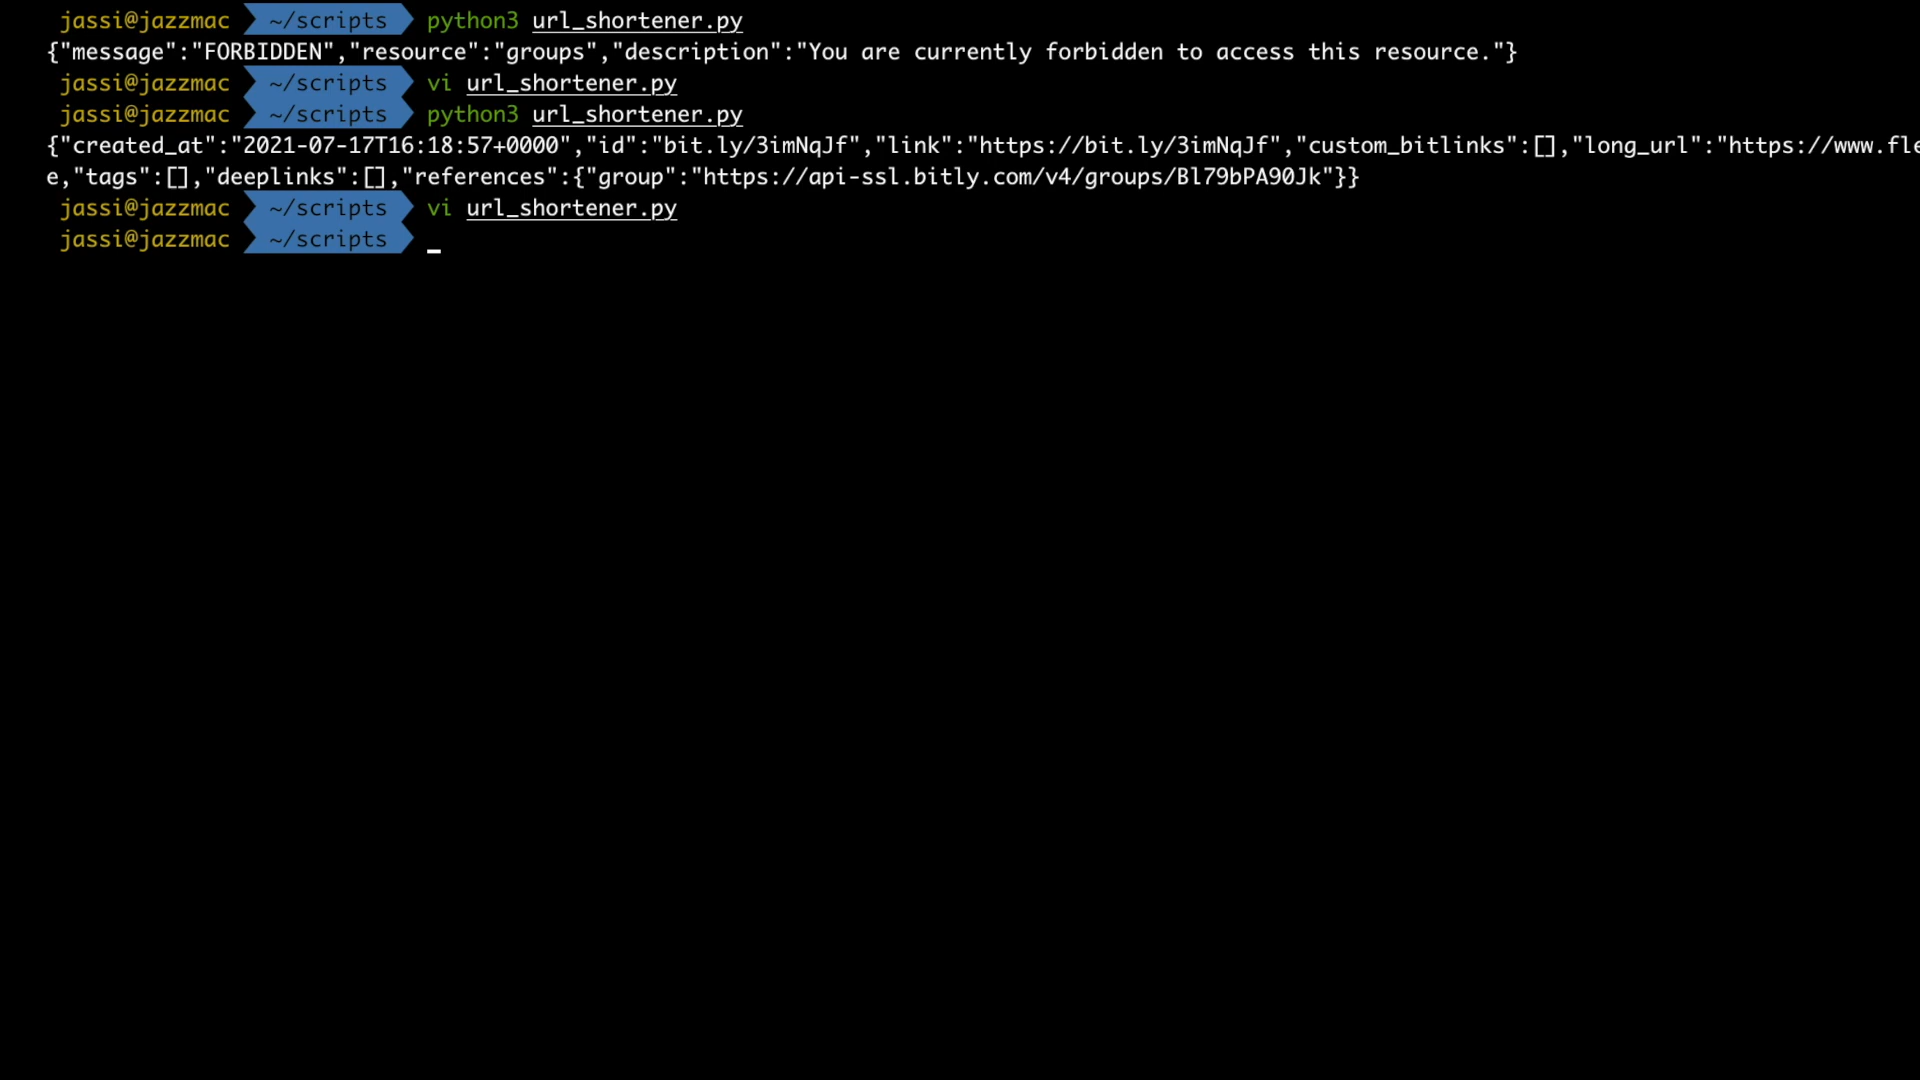 jassi@jazzmac ~/scripts python3 url_shortener.py
{"message":"FORBIDDEN","resource":"groups","description":"You are currently forbidden to access this resource."}
jassi@jazzmac ~/scripts vi url_shortener.py
jassi@jazzmac ~/scripts python3 url_shortener.py
{"created_at":"2021-07-17T16:18:57+0000","id":"bit.ly/3imNqJf","link":"https://bit.ly/3imNqJf","custom_bitlinks":[],"long_url":"https://www.fle
e,"tags":[],"deeplinks":[],"references":{"group":"https://api-ssl.bitly.com/v4/groups/Bl79bPA90Jk"}}
jassi@jazzmac ~/scripts vi url_shortener.py
jassi@jazzmac ~/scripts